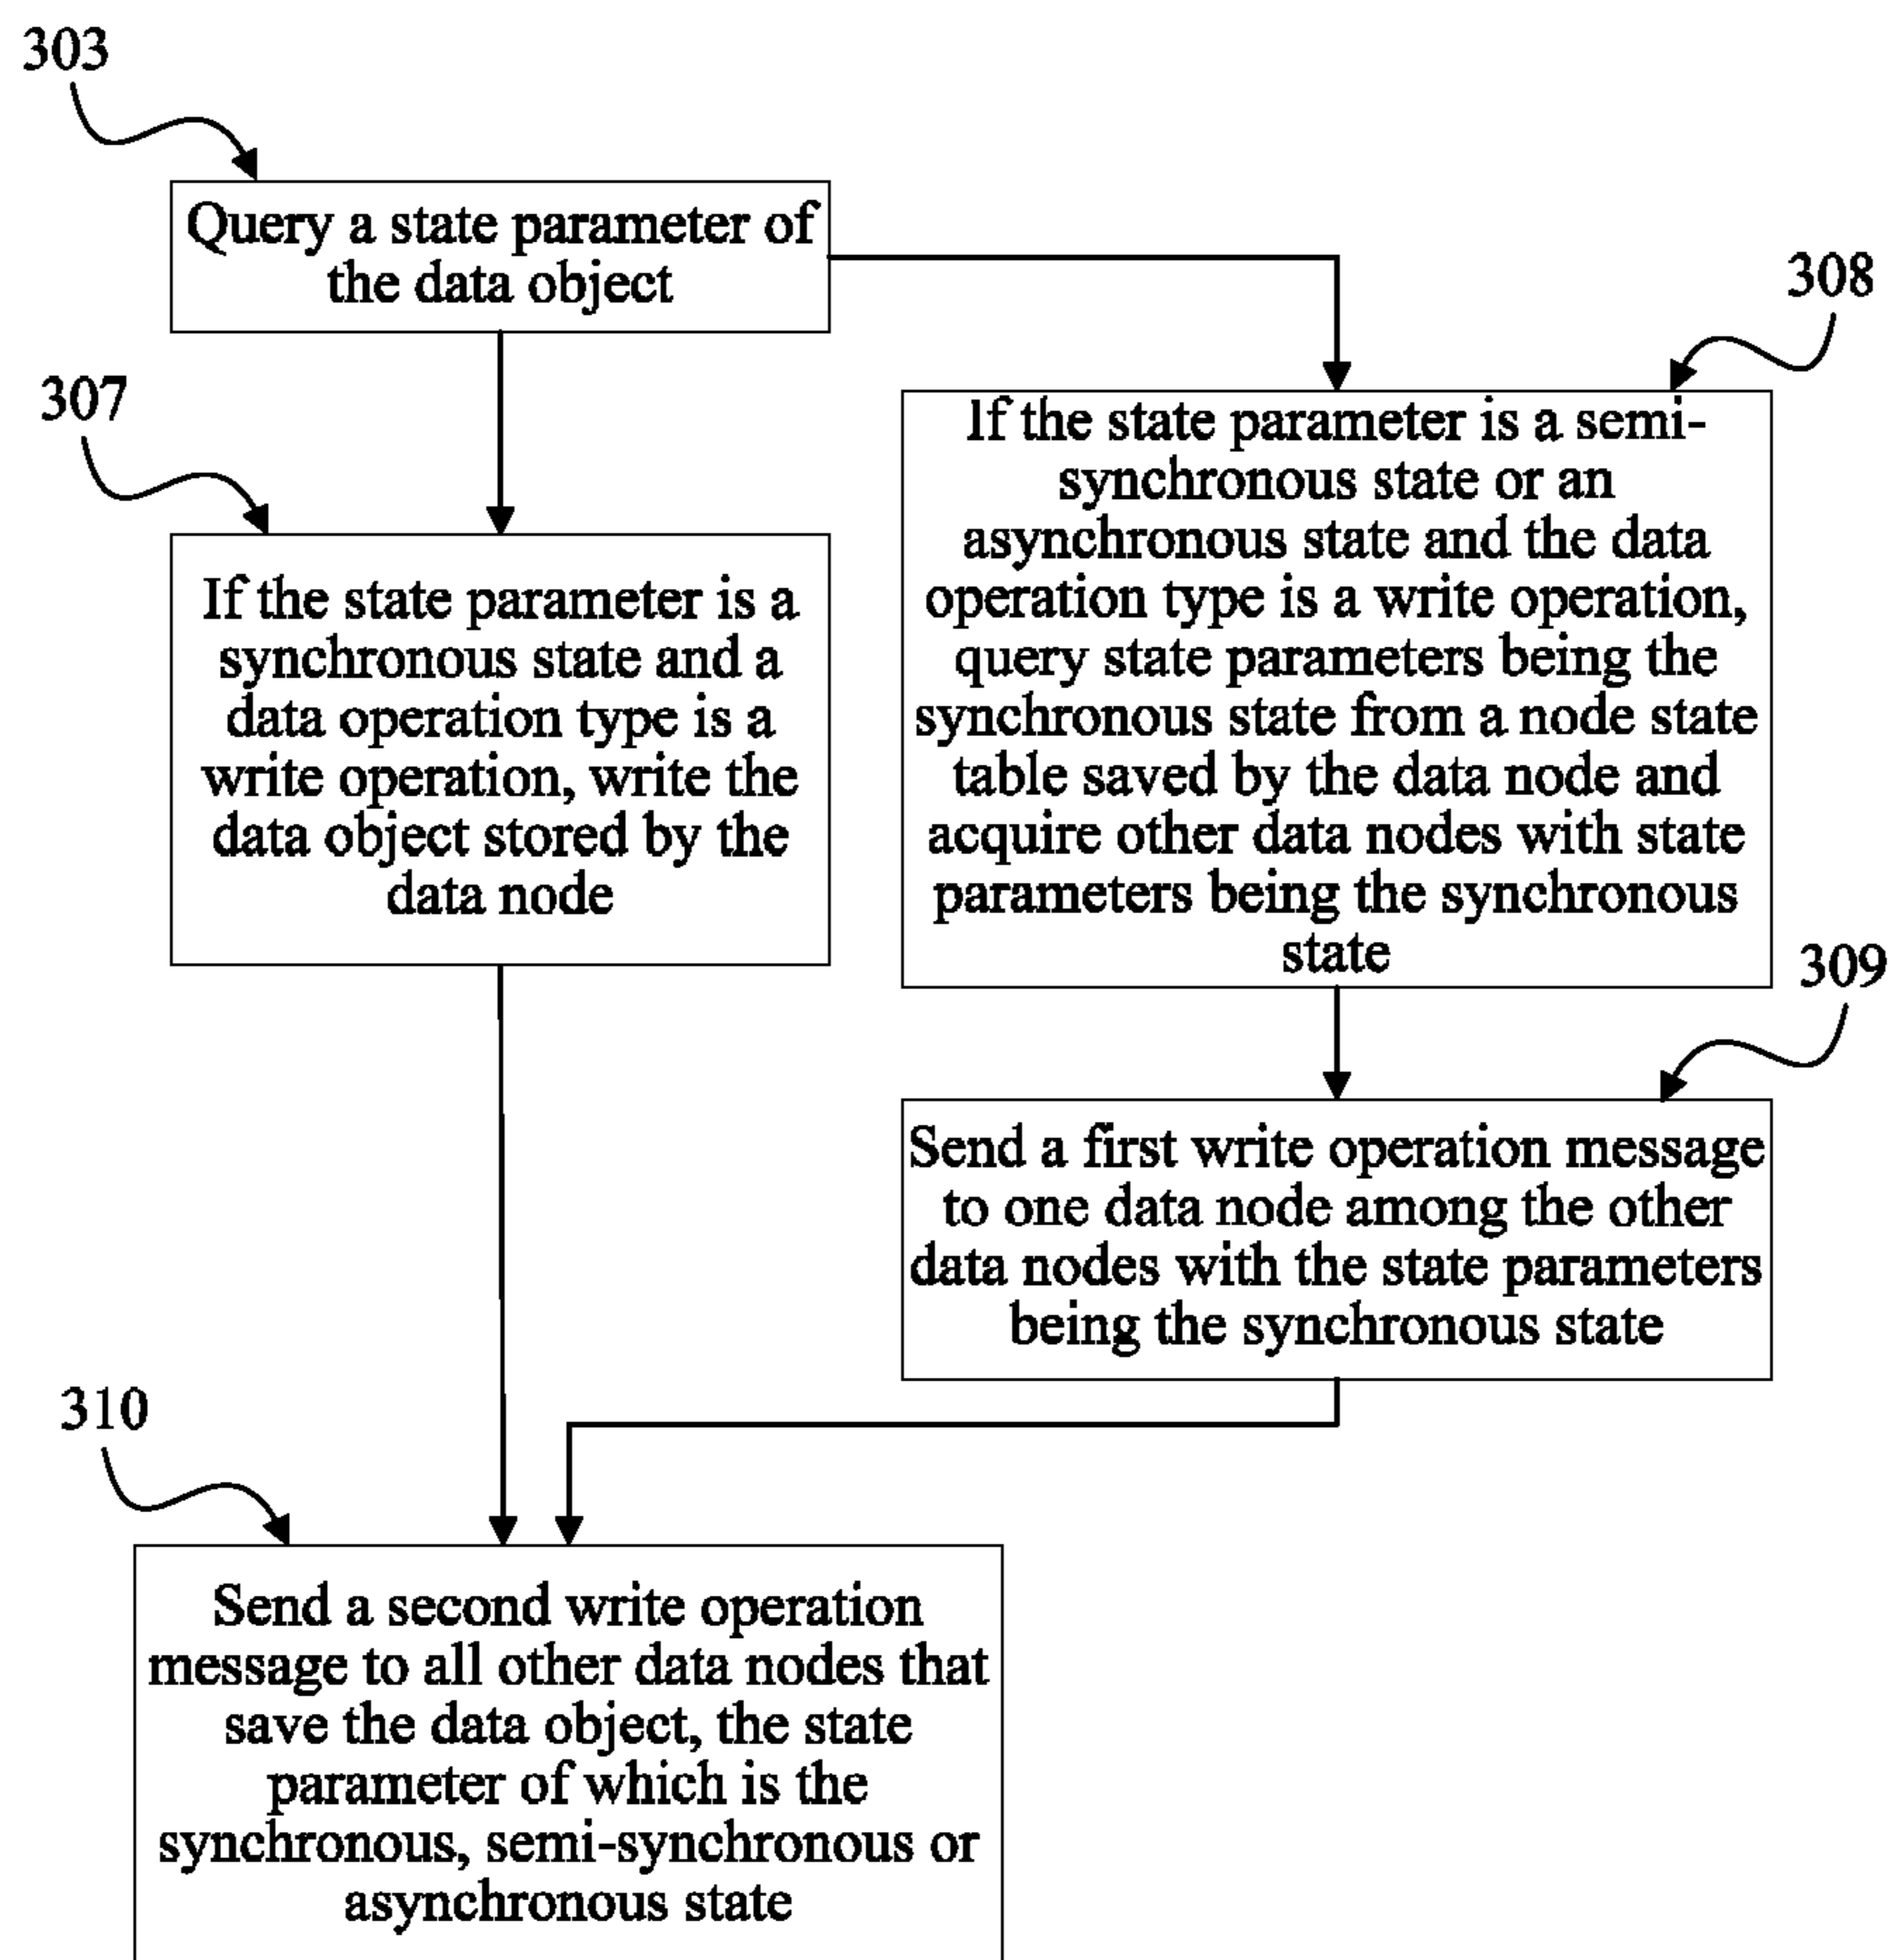 303
Query a state parameter of
the data object
308
307
If the state parameter is a semi-
synchronous state or an
asynchronous state and the data
operation type is a write operation,
query state parameters being the
synchronous state from a node state
table saved by the data node and
acquire other data nodes with state
parameters being the synchronous
state
If the state parameter is a
synchronous state and a
data operation type is a
write operation, write the
data object stored by the
data node
309
Send a first write operation message
to one data node among the other
data nodes with the state parameters
being the synchronous state
310
Send a second write operation
message to all other data nodes that
save the data object, the state
parameter of which is the
synchronous, semi-synchronous or
asynchronous state